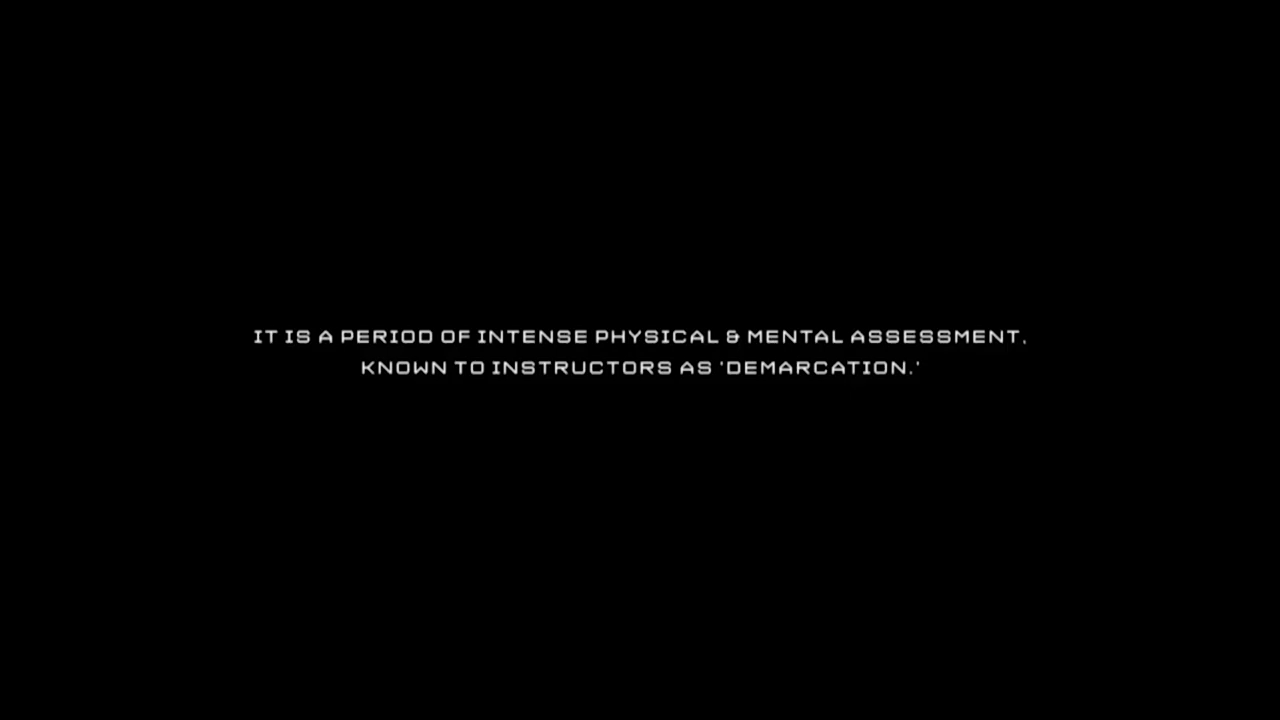 IT IS A PERIOD OF INTENSE PHYSICAL & MENTAL ASSESSMENT,
KNOWN TO INSTRUCTORS AS 'DEMARCATION.'